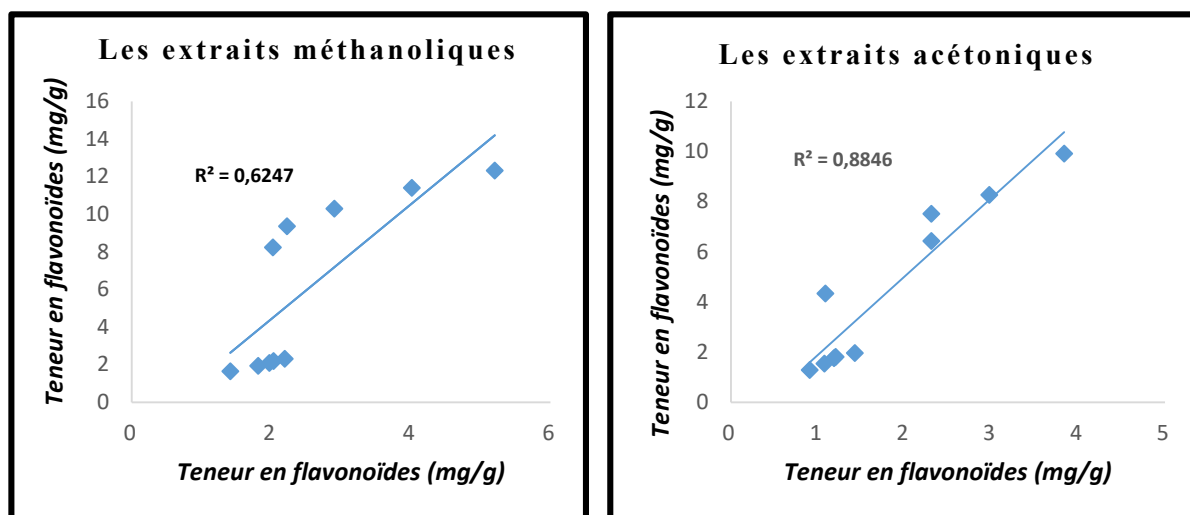 Les extraits méthanoliques
Teneur en flavonoïdes (mg/g)
16
14
12
10
8
6
4
2
0
R² = 0,6247
0 2 4 6
Teneur en flavonoïdes (mg/g)
Les extraits acétoniques
Teneur en flavonoïdes (mg/g)
12
10
8
6
4
2
0
R² = 0,8846
0 1 2 3 4 5
Teneur en flavonoïdes (mg/g)